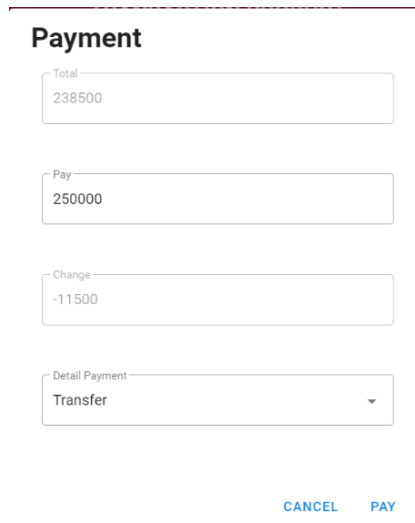 Payment
Total
238500
Pay
250000
Change
-11500
Detail Payment
Transfer
CANCEL PAY